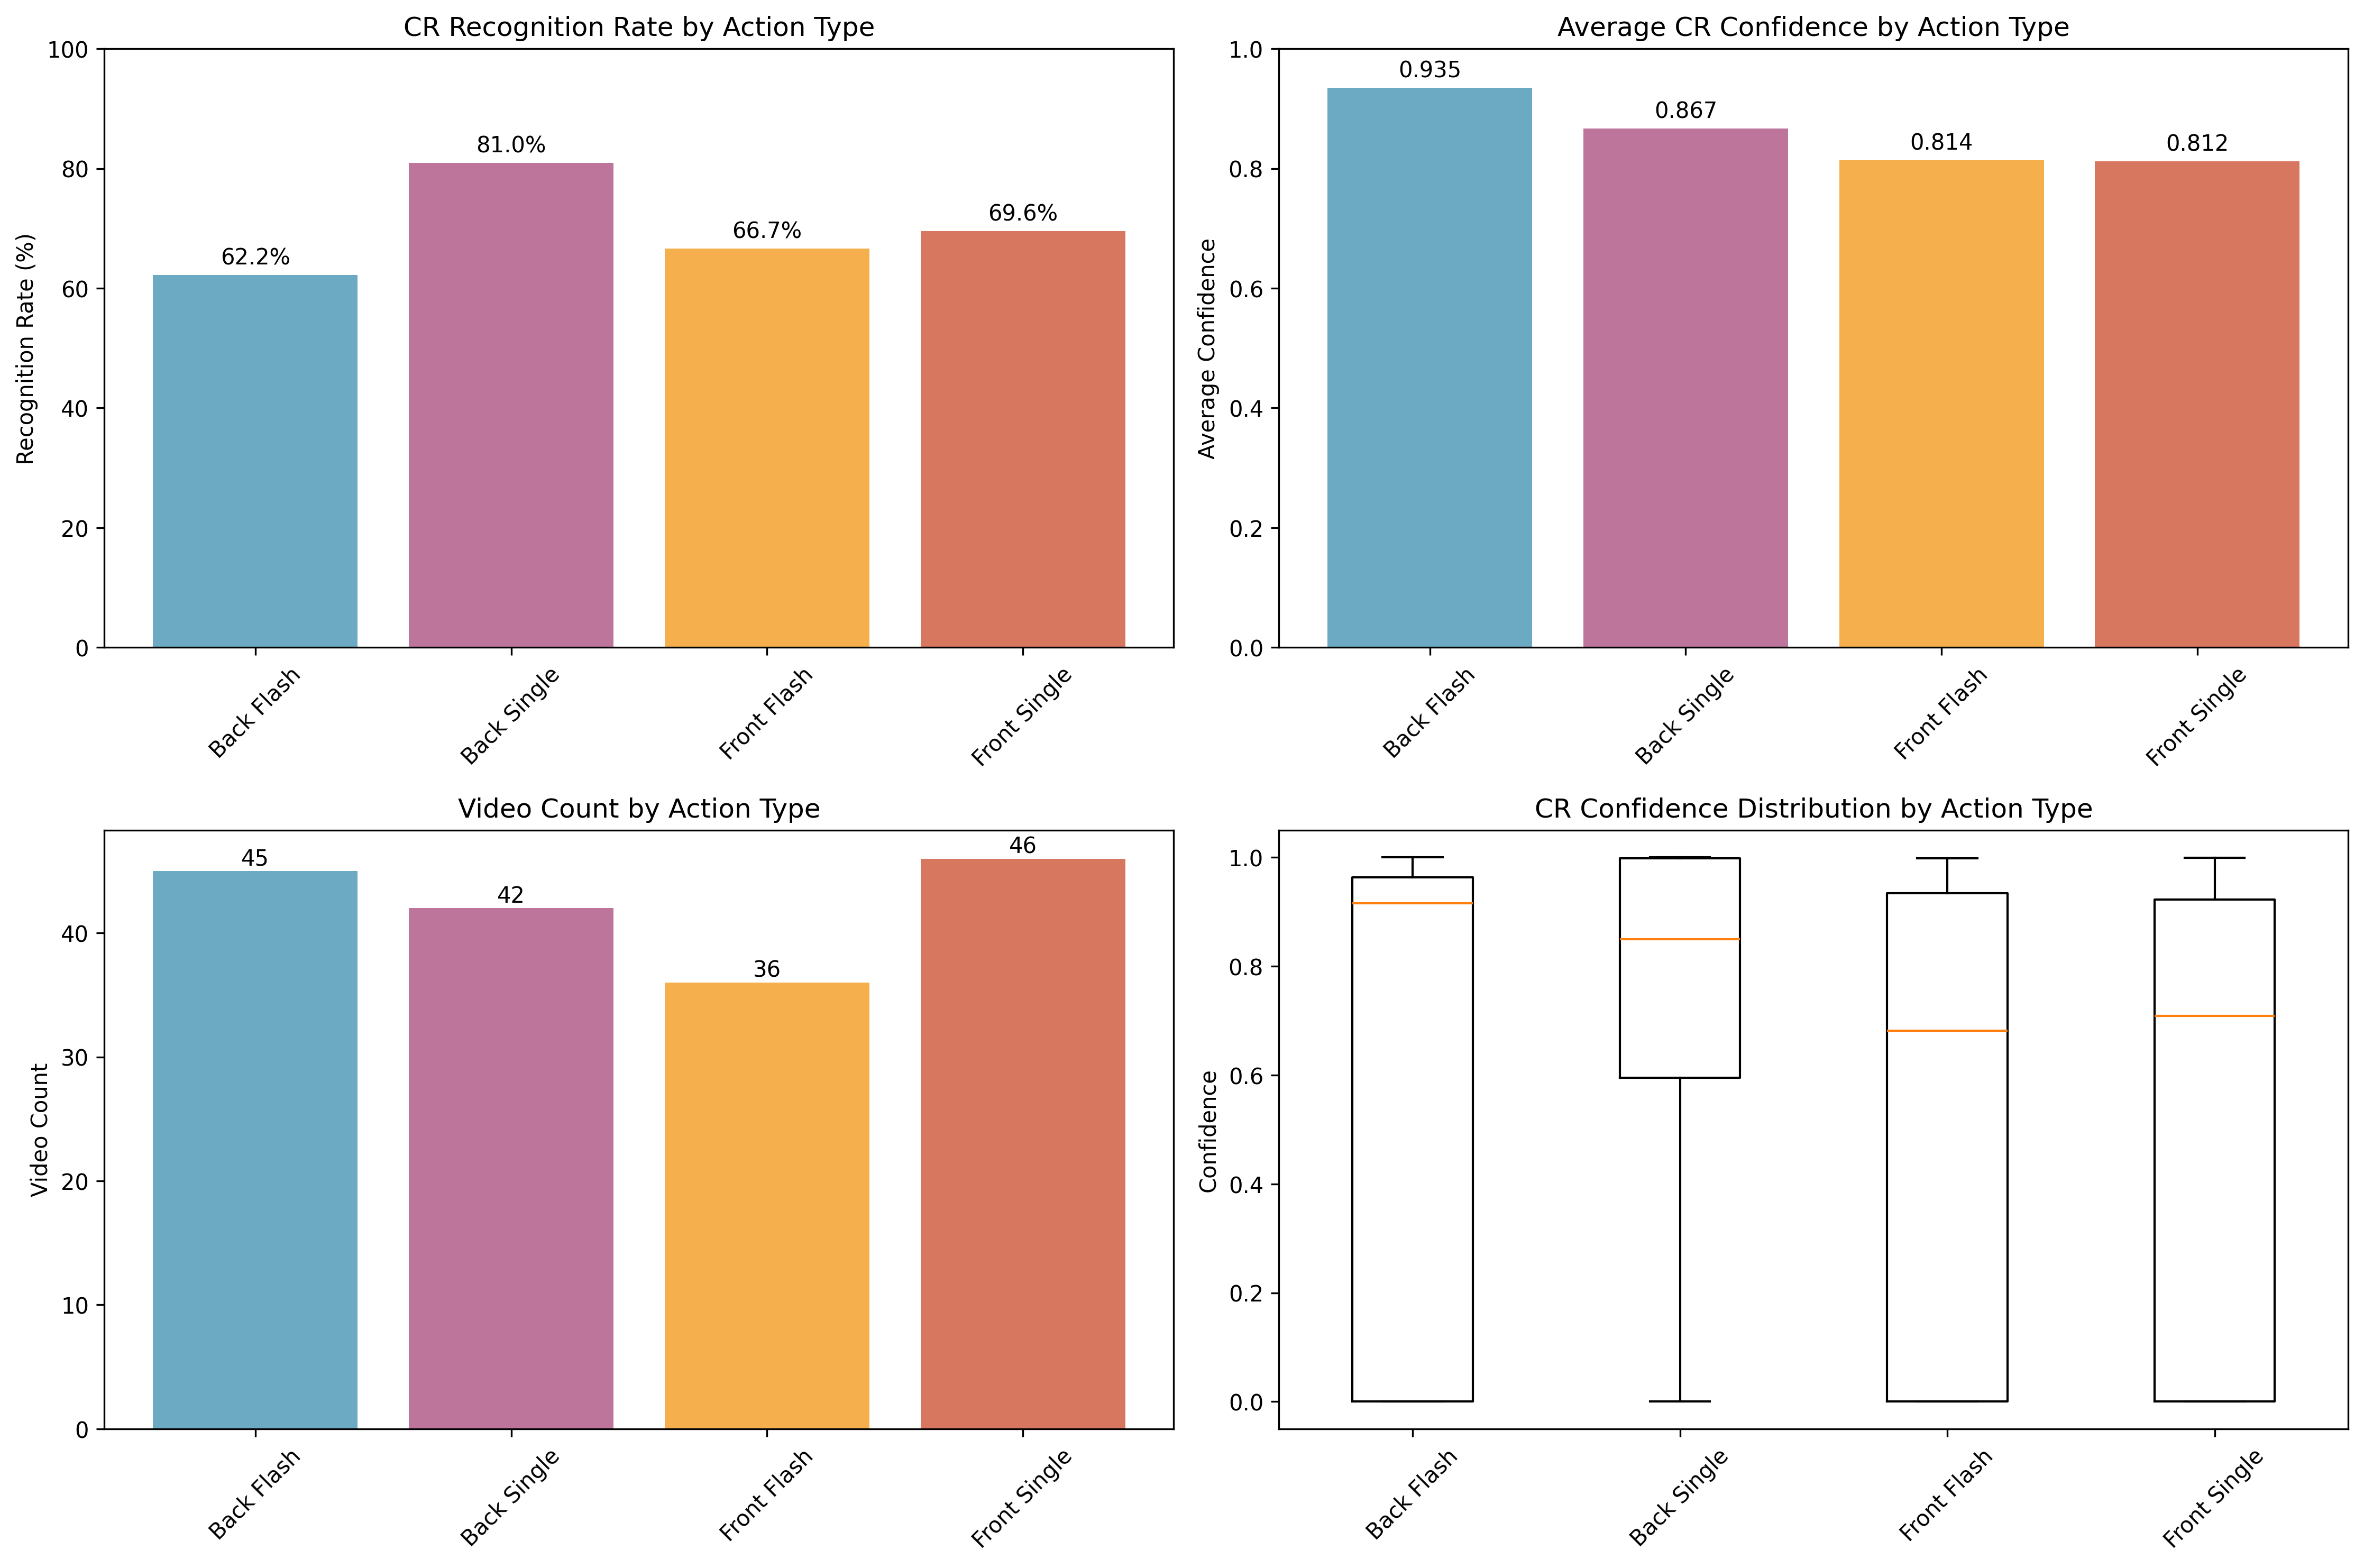 CR Recognition Rate by Action Type
Recognition Rate (%)
100
80
60
40
20
0
62.2%
81.0%
66.7%
69.6%
Back Flash
Back Single
Front Flash
Front Single
Average CR Confidence by Action Type
Average Confidence
1.0
0.8
0.6
0.4
0.2
0.0
0.935
0.867
0.814
0.812
Back Flash
Back Single
Front Flash
Front Single
Video Count by Action Type
Video Count
40
30
20
10
0
45
42
36
46
Back Flash
Back Single
Front Flash
Front Single
CR Confidence Distribution by Action Type
Confidence
1.0
0.8
0.6
0.4
0.2
0.0
Back Flash
Back Single
Front Flash
Front Single